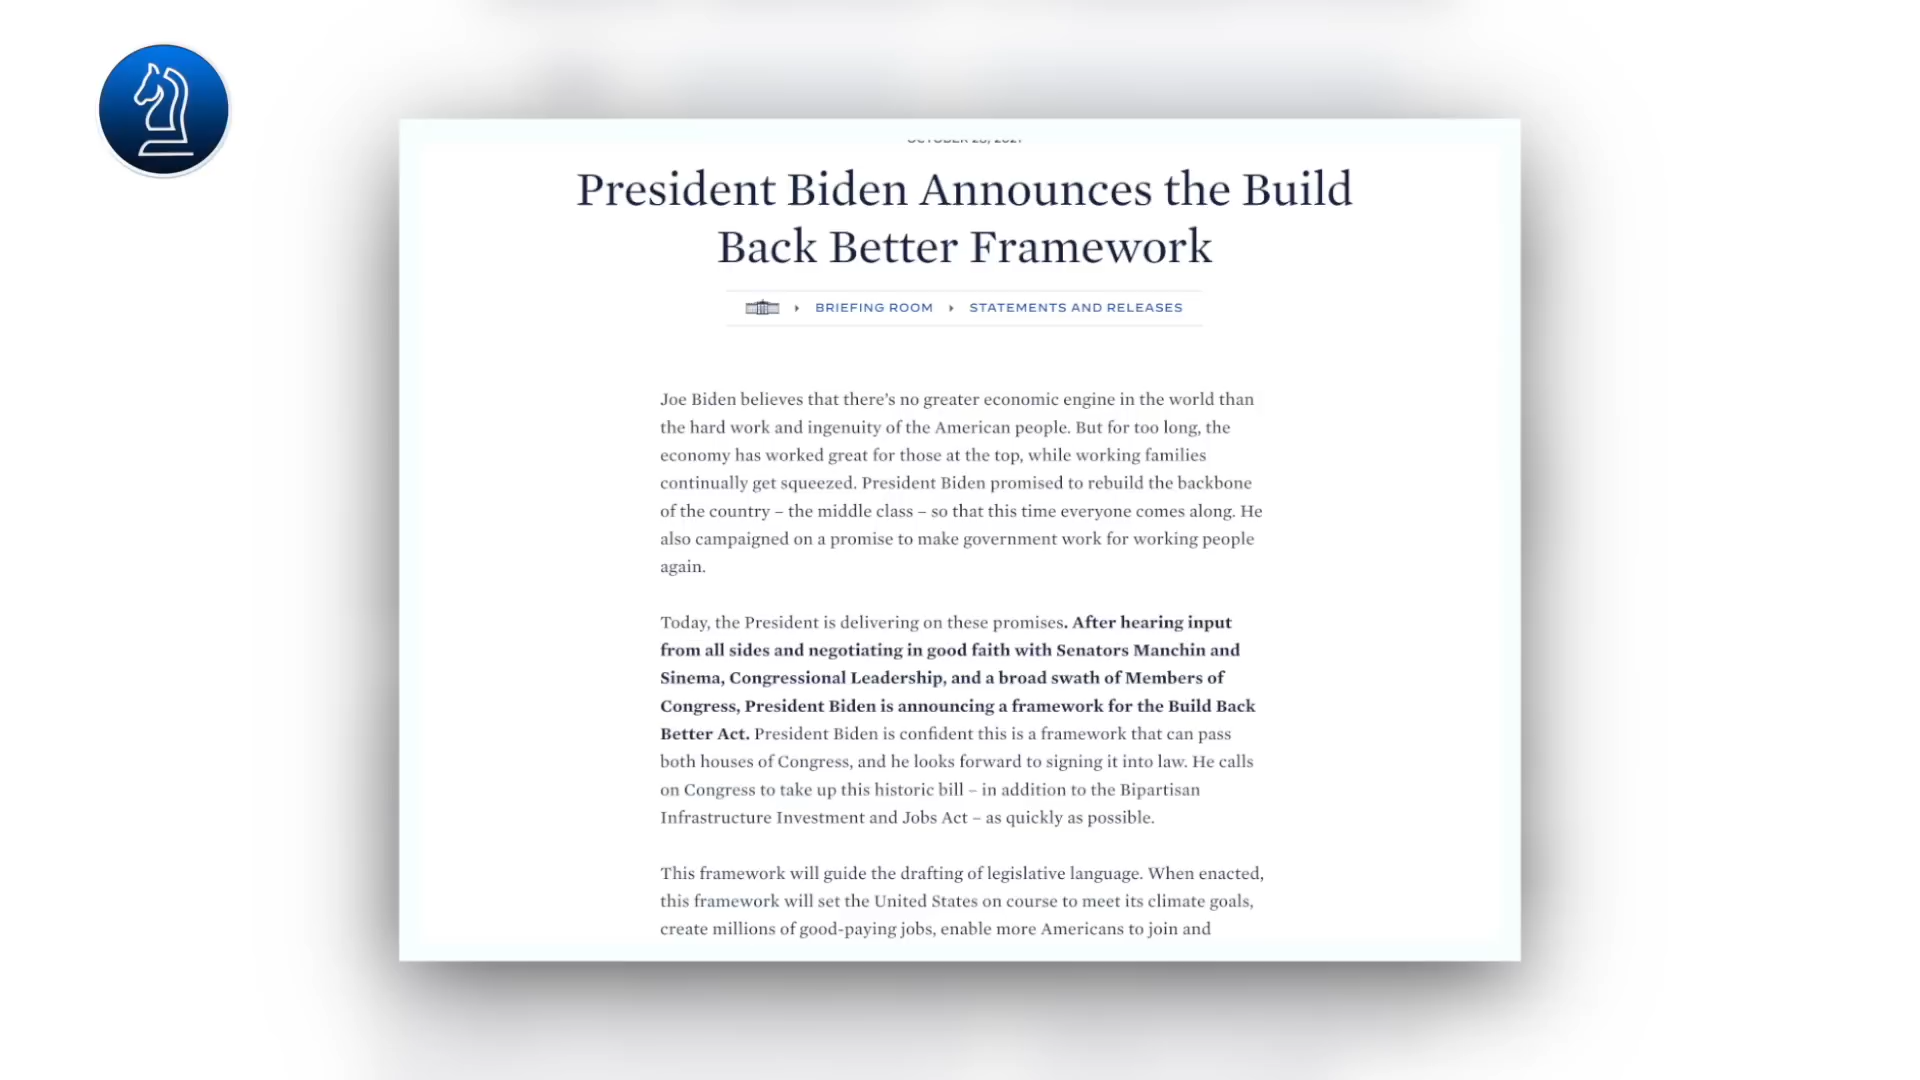 President Biden Announces the Build
Back Better Framework
BRIEFING ROOM STATEMENTS AND RELEASES
Joe Biden believes that there’s no greater economic engine in the world than
the hard work and ingenuity of the American people. But for too long, the
economy has worked great for those at the top, while working families
continually get squeezed. President Biden promised to rebuild the backbone
of the country – the middle class – so that this time everyone comes along. He
also campaigned on a promise to make government work for working people
again.
Today, the President is delivering on these promises. After hearing input
from all sides and negotiating in good faith with Senators Manchin and
Sinema, Congressional Leadership, and a broad swath of Members of
Congress, President Biden is announcing a framework for the Build Back
Better Act. President Biden is confident this is a framework that can pass
both houses of Congress, and he looks forward to signing it into law. He calls
on Congress to take up this historic bill – in addition to the Bipartisan
Infrastructure Investment and Jobs Act – as quickly as possible.
This framework will guide the drafting of legislative language. When enacted,
this framework will set the United States on course to meet its climate goals,
create millions of good-paying jobs, enable more Americans to join and